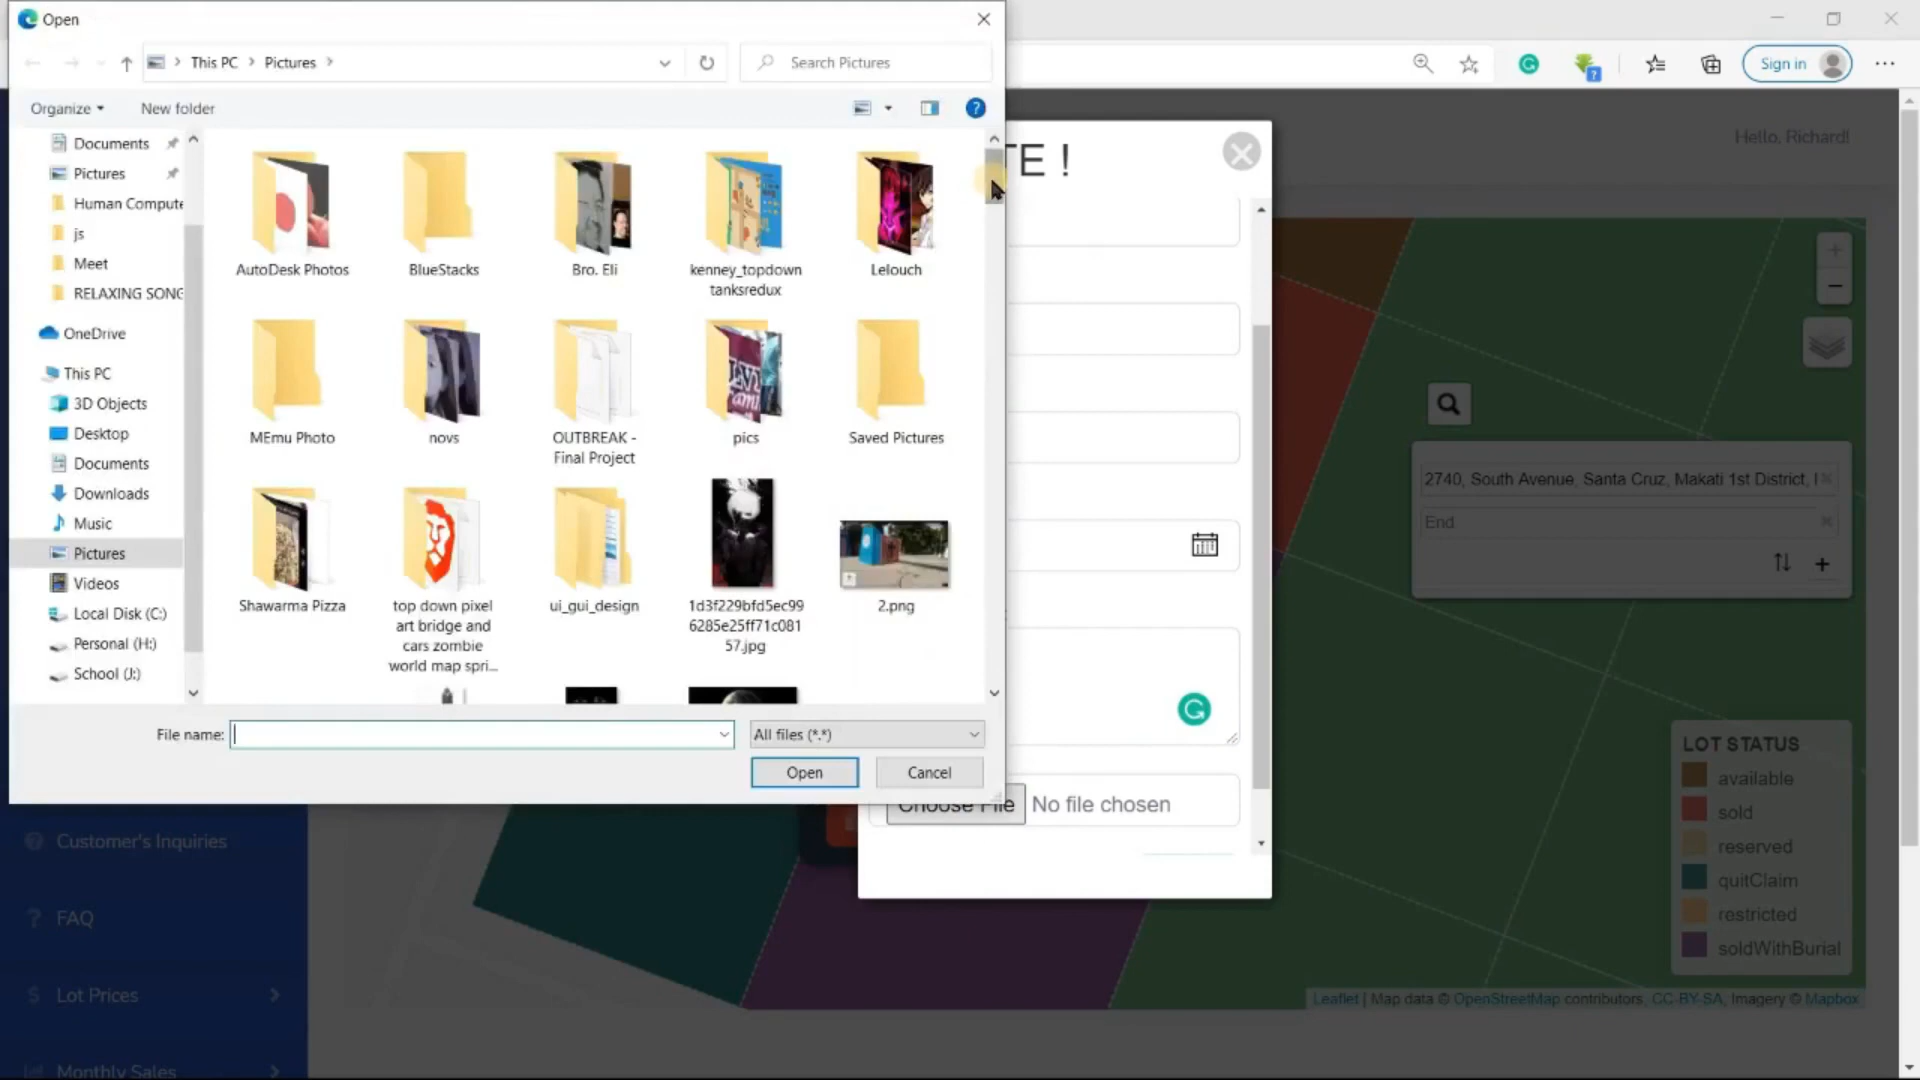 Open
This PC
Pictures
Search Pictures
Sign in
Organize
New folder
Hello, Richard!
Documents
Pictures
Human Compute
js
Meet
RELAXING SONG
OneDrive
This PC
3D Objects
Desktop
Documents
Downloads
Music
Pictures
Videos
Local Disk (C:)
Personal (H:)
School (J:)
AutoDesk Photos
BlueStacks
Bro. Eli
kenney_topdown
tanksredux
Lelouch
MEmu Photo
novs
OUTBREAK -
Final Project
pics
Saved Pictures
Shawarma Pizza
top down pixel
art bridge and
cars zombie
world map spri...
ui_gui_design
1d3f229bfd5ec99
6285e25ff71c081
57.jpg
2.png
File name:
All files (*.*)
Open
Cancel
TE !
Choose File
No file chosen
2740, South Avenue, Santa Cruz, Makati 1st District,
End
LOT STATUS
available
sold
reserved
quitClaim
restricted
soldWithBurial
Leaflet | Map data © OpenStreetMap contributors, CC-BY-SA, Imagery © Mapbox
Customer's Inquiries
FAQ
Lot Prices
Monthly Sales